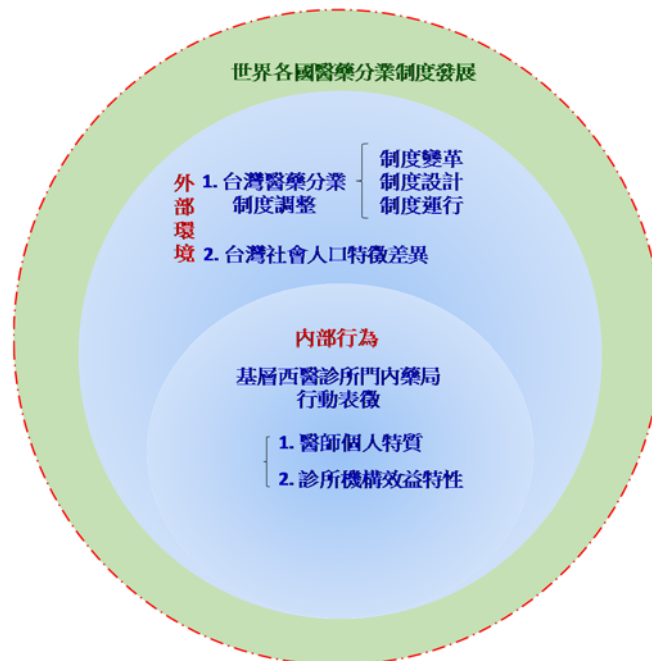 世界各國醫藥分業制度發展
外部環境
1. 台灣醫藥分業
制度調整
制度變革
制度設計
制度運行
2. 台灣社會人口特徵差異
內部行為
基層西醫診所門內藥局
行動表徵
1. 醫師個人特質
2. 診所機構效益特性